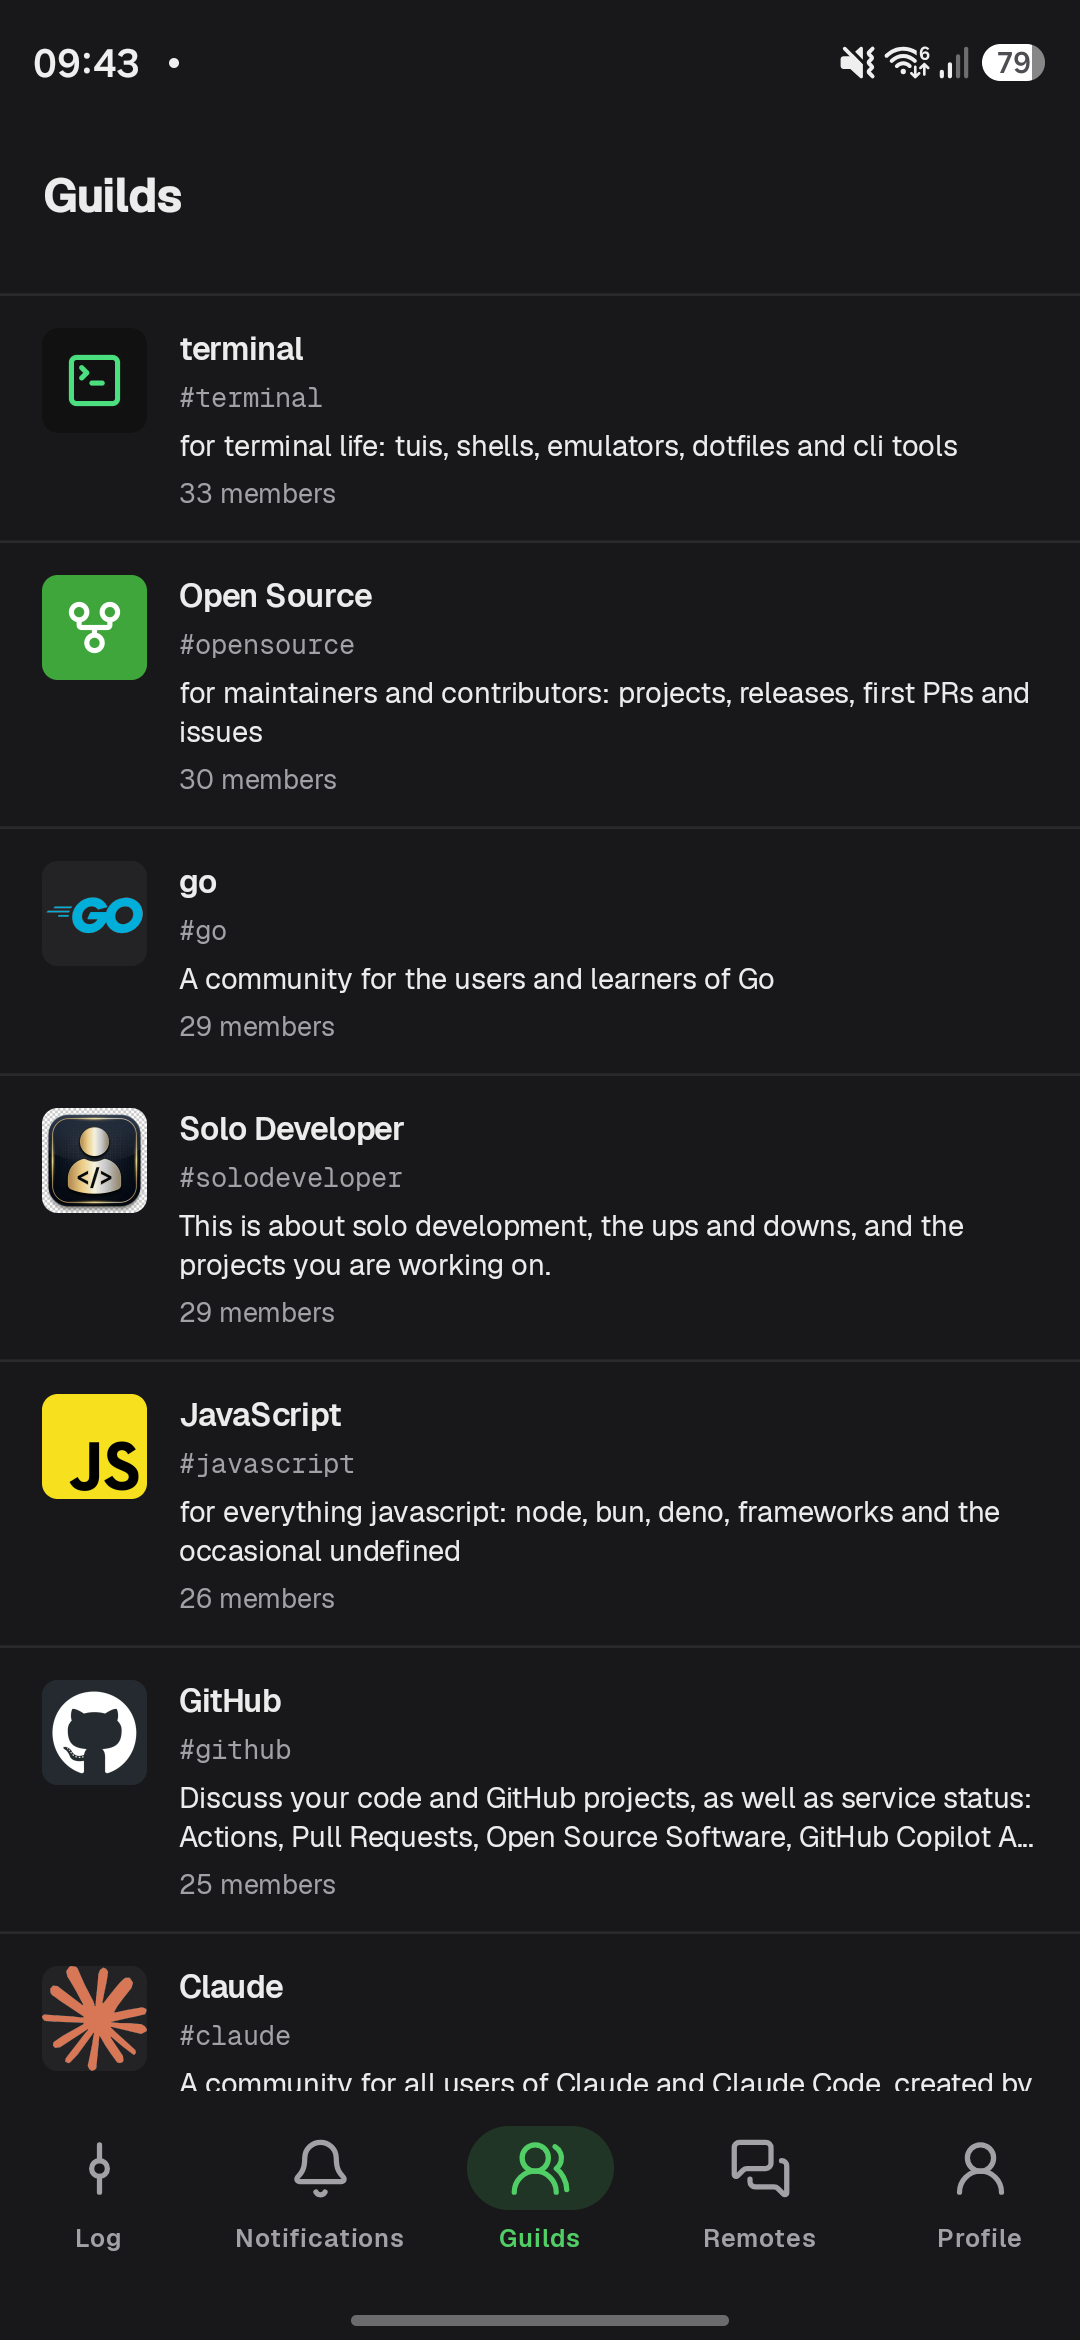 09:43
6
79
Guilds
terminal
#terminal
for terminal life: tuis, shells, emulators, dotfiles and cli tools
33 members
Open Source
#opensource
for maintainers and contributors: projects, releases, first PRs and
issues
30 members
GO
go
#go
A community for the users and learners of Go
29 members
</>
Solo Developer
#solodeveloper
This is about solo development, the ups and downs, and the
projects you are working on.
29 members
JS
JavaScript
#javascript
for everything javascript: node, bun, deno, frameworks and the
occasional undefined
26 members
GitHub
#github
Discuss your code and GitHub projects, as well as service status:
Actions, Pull Requests, Open Source Software, GitHub Copilot A...
25 members
Claude
#claude
A community for all users of Claude and Claude Code, created by
Log
Notifications
Guilds
Remotes
Profile